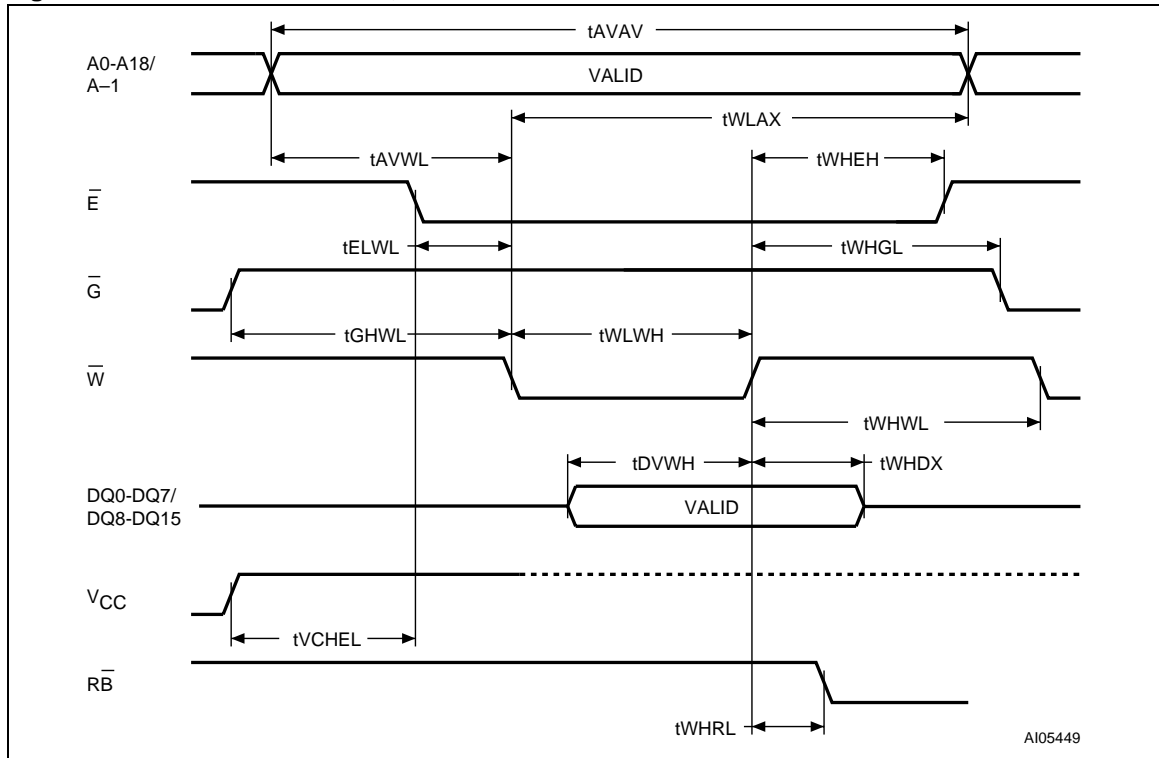 tAVAV
A0-A18/
A–1
VALID
tWLAX
tAVWL
tWHEH
E̅
tELWL
tWHGL
G̅
tGHWL
tWLWH
W̅
tWHWL
tDVWH
tWHDX
DQ0-DQ7/
DQ8-DQ15
VALID
VCC
tVCHEL
RB̅
tWHRL
AI05449